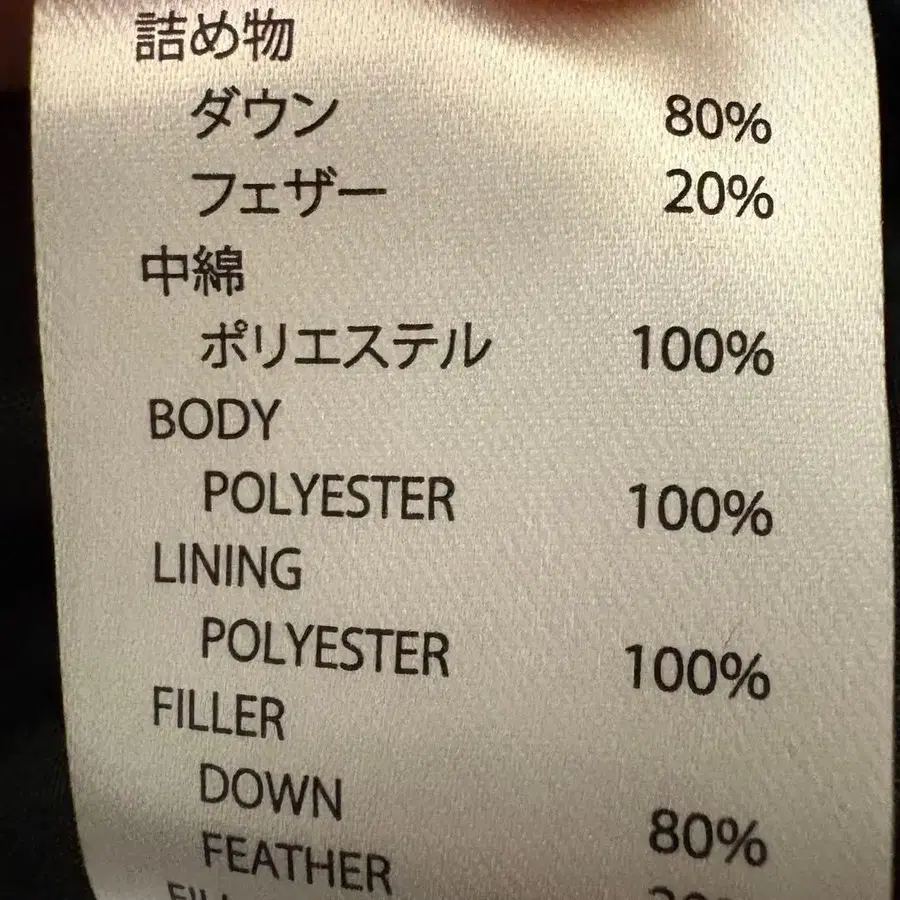 詰め物
ダウン 80%
フェザー 20%
中綿
ポリエステル 100%
BODY
POLYESTER 100%
LINING
POLYESTER 100%
FILLER
DOWN 80%
FEATHER